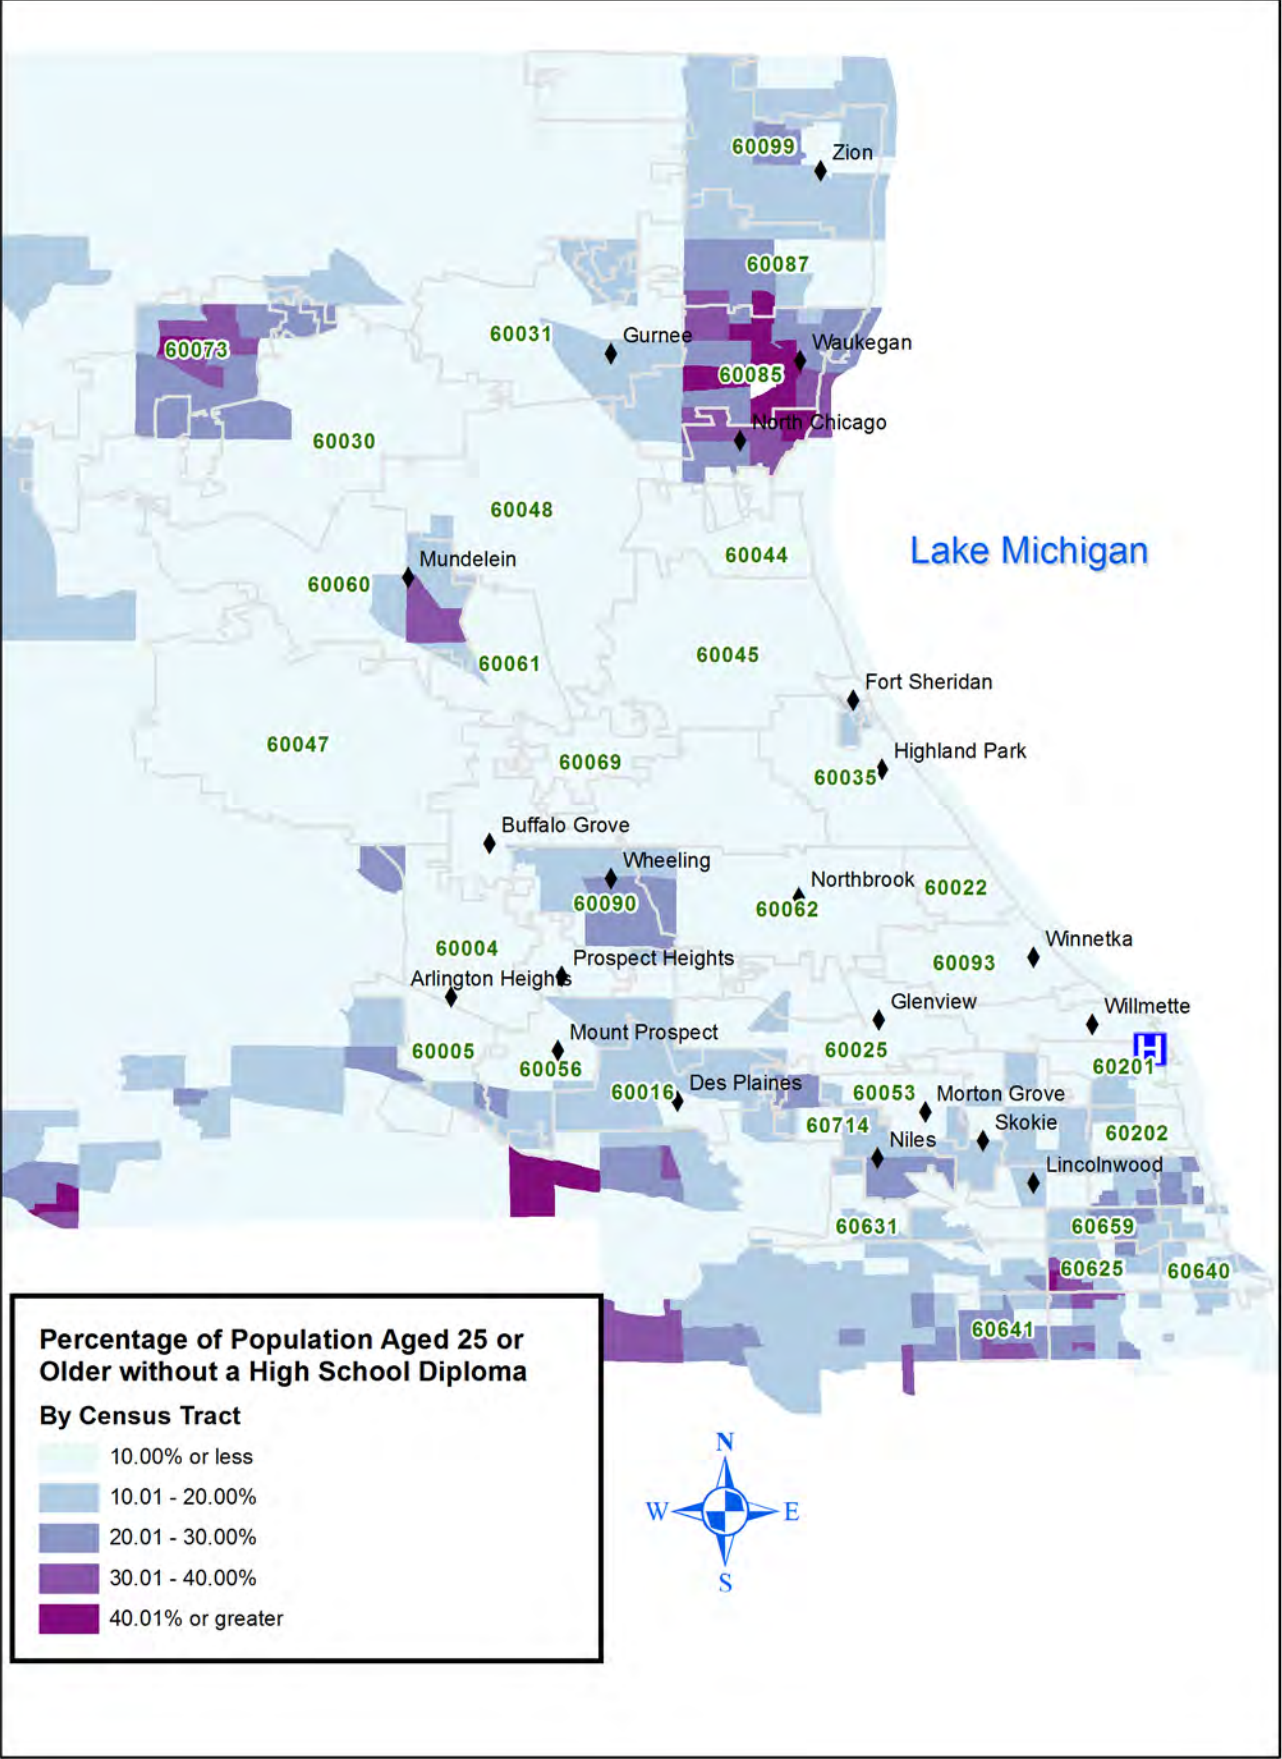 60099
Zion
60087
60031
Gurnee
Waukegan
60073
60085
North Chicago
60030
60048
Lake Michigan
60044
Mundelein
60060
60045
60061
Fort Sheridan
60047
Highland Park
60069
60035
Buffalo Grove
Wheeling
Northbrook
60022
60090
60062
Winnetka
60004
Prospect Heights
60093
Arlington Heights
Glenview
Willmette
Mount Prospect
60005
60025
H
60056
60201
Des Plaines
60016
60053
Morton Grove
60714
Skokie
60202
Niles
Lincolnwood
60631
60659
60625
60640
60641
Percentage of Population Aged 25 or
Older without a High School Diploma
By Census Tract
10.00% or less
10.01 - 20.00%
20.01 - 30.00%
30.01 - 40.00%
40.01% or greater
N
W E
S